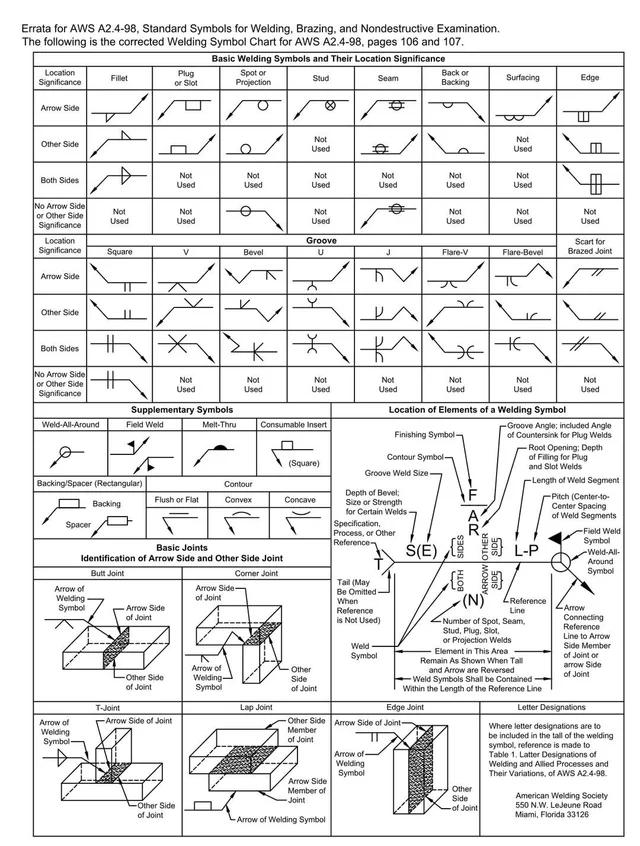 Errata for AWS A2.4-98, Standard Symbols for Welding, Brazing, and Nondestructive Examination.
The following is the corrected Welding Symbol Chart for AWS A2.4-98, pages 106 and 107.
Basic Welding Symbols and Their Location Significance
Location
Significance
Fillet
Plug
or Slot
Spot or
Projection
Stud
Seam
Back or
Backing
Surfacing
Edge
Arrow Side
Other Side
Not
Used
Not
Used
Both Sides
Not
Used
Not
Used
Not
Used
Not
Used
Not
Used
Not
Used
No Arrow Side
or Other Side
Significance
Not
Used
Not
Used
Not
Used
Not
Used
Not
Used
Not
Used
Location
Significance
Groove
Scart for
Brazed Joint
Square
V
Bevel
U
J
Flare-V
Flare-Bevel
Arrow Side
Other Side
Both Sides
No Arrow Side
or Other Side
Significance
Not
Used
Not
Used
Not
Used
Not
Used
Not
Used
Not
Used
Not
Used
Supplementary Symbols
Weld-All-Around
Field Weld
Melt-Thru
Consumable Insert
(Square)
Backing/Spacer (Rectangular)
Contour
Backing
Spacer
Flush or Flat
Convex
Concave
Basic Joints
Identification of Arrow Side and Other Side Joint
Butt Joint
Arrow of
Welding
Symbol
Arrow Side
of Joint
Other Side
of Joint
Corner Joint
Arrow Side
of Joint
Arrow of
Welding
Symbol
Other
Side
of Joint
Location of Elements of a Welding Symbol
Finishing Symbol
Contour Symbol
Groove Weld Size
Depth of Bevel;
Size or Strength
for Certain Welds
Specification,
Process, or Other
Reference
Tail (May
Be Omitted
When
Reference
is Not Used)
Weld
Symbol
Groove Angle; included Angle
of Countersink for Plug Welds
Root Opening; Depth
of Filling for Plug
and Slot Welds
Length of Weld Segment
Pitch (Center-to-
Center Spacing
of Weld Segments
Field Weld
Symbol
Weld-All-
Around
Symbol
F
A
R
T
S(E)
BOTH SIDES
ARROW SIDE
OTHER SIDE
L-P
(N)
Reference
Line
Number of Spot, Seam,
Stud, Plug, Slot,
or Projection Welds
Element in This Area
Remain As Shown When Tall
and Arrow are Reversed
Weld Symbols Shall be Contained
Within the Length of the Reference Line
Arrow
Connecting
Reference
Line to Arrow
Side Member
of Joint or
arrow Side
of Joint
T-Joint
Arrow of
Welding
Symbol
Arrow Side of Joint
Other Side
of Joint
Lap Joint
Other Side
Member
of Joint
Arrow Side
Member of
Joint
Arrow of Welding Symbol
Edge Joint
Arrow Side of Joint
Arrow of
Welding
Symbol
Other
Side
of Joint
Letter Designations
Where letter designations are to
be included in the tall of the welding
symbol, reference is made to
Table 1. Latter Designations of
Welding and Allied Processes and
Their Variations, of AWS A2.4-98.
American Welding Society
550 N.W. LeJeune Road
Miami, Florida 33126